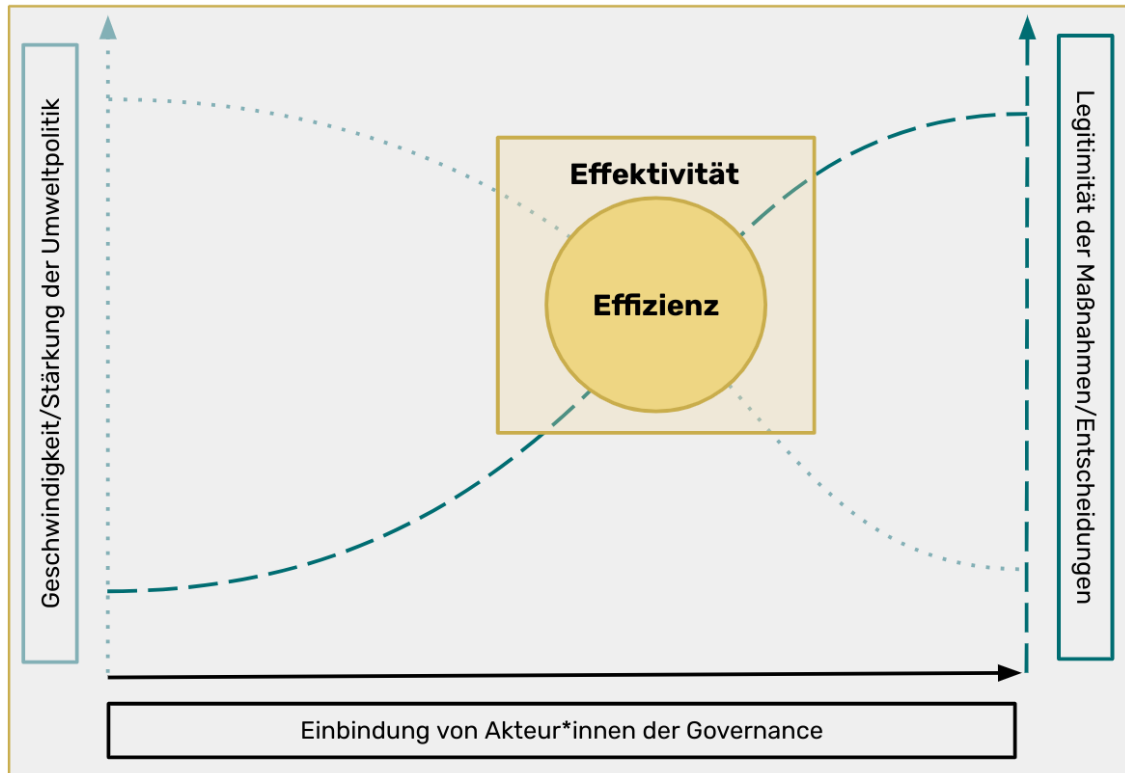 Geschwindigkeit/Stärkung der Umweltpolitik
Effektivität
Effizienz
Legitimität der Maßnahmen/Entscheidungen
Einbindung von Akteur*innen der Governance